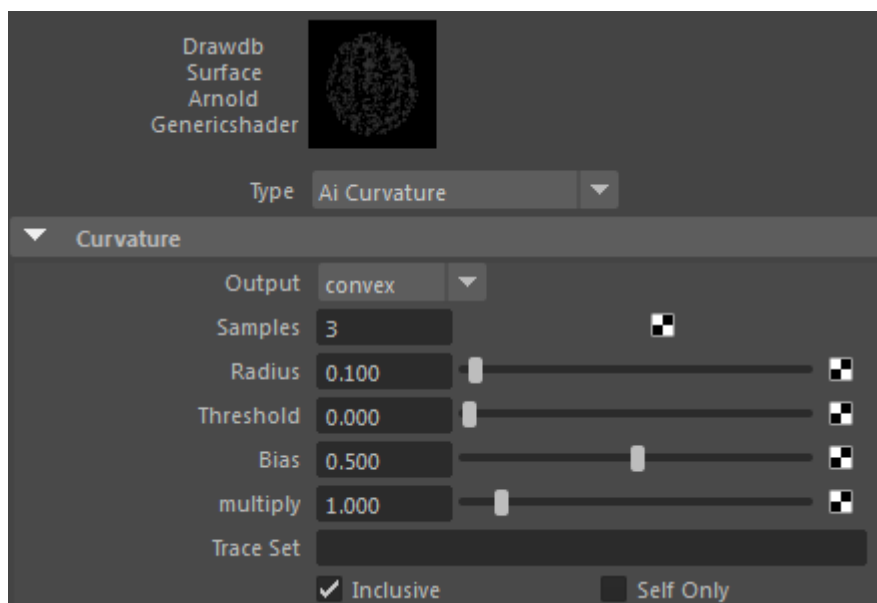 Drawdb
Surface
Arnold
Genericshader
Type Ai Curvature
Curvature
Output convex
Samples 3
Radius 0.100
Threshold 0.000
Bias 0.500
multiply 1.000
Trace Set
Inclusive Self Only